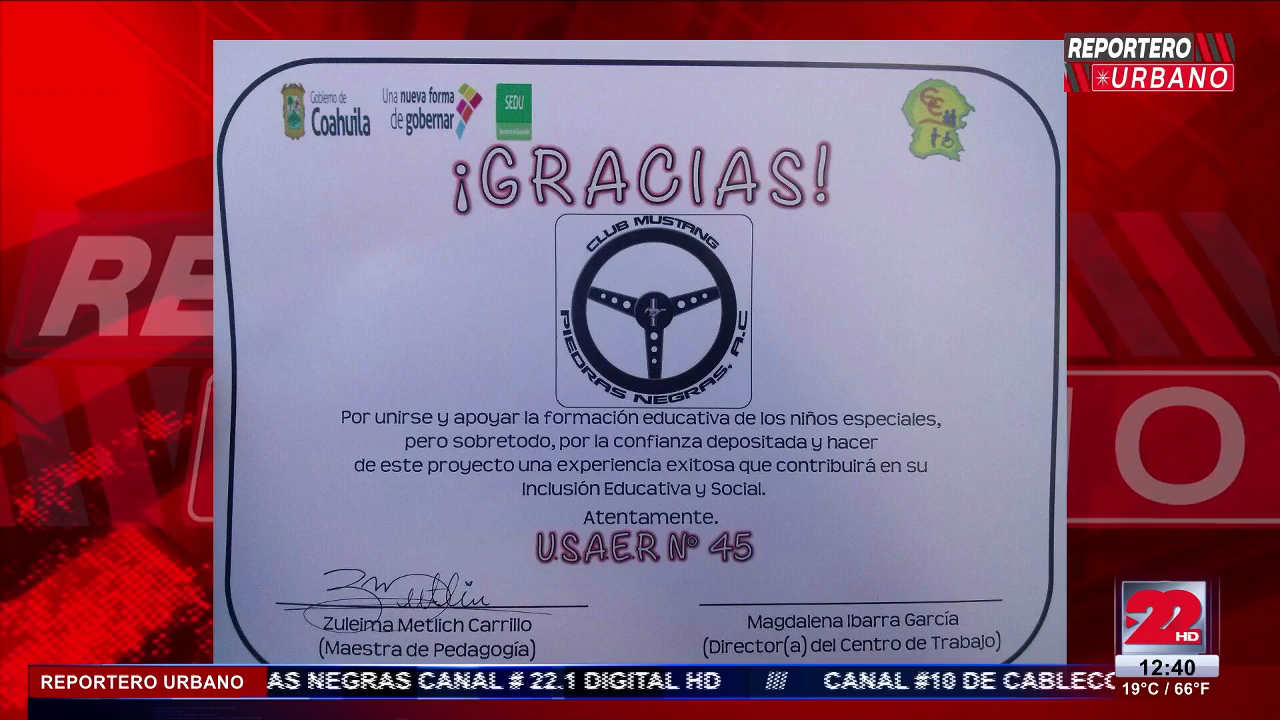 REPORTERO
URBANO
Gobierno de
Coahuila
Una nueva forma
de gobernar
SEDU
CE
¡GRACIAS!
CLUB MUSTANG
PIEDRAS NEGRAS, A.C
Por unirse y apoyar la formación educativa de los niños especiales,
pero sobretodo, por la confianza depositada y hacer
de este proyecto una experiencia exitosa que contribuirá en su
Inclusión Educativa y Social.
Atentamente.
U.S.A.E.R Nº 45
Zuleima Metlich Carrillo
(Maestra de Pedagogía)
Magdalena Ibarra García
(Director(a) del Centro de Trabajo)
RE
O
22
HD
12:40
19°C / 66°F
REPORTERO URBANO
AS NEGRAS CANAL # 22.1 DIGITAL HD /// CANAL #10 DE CABLECO